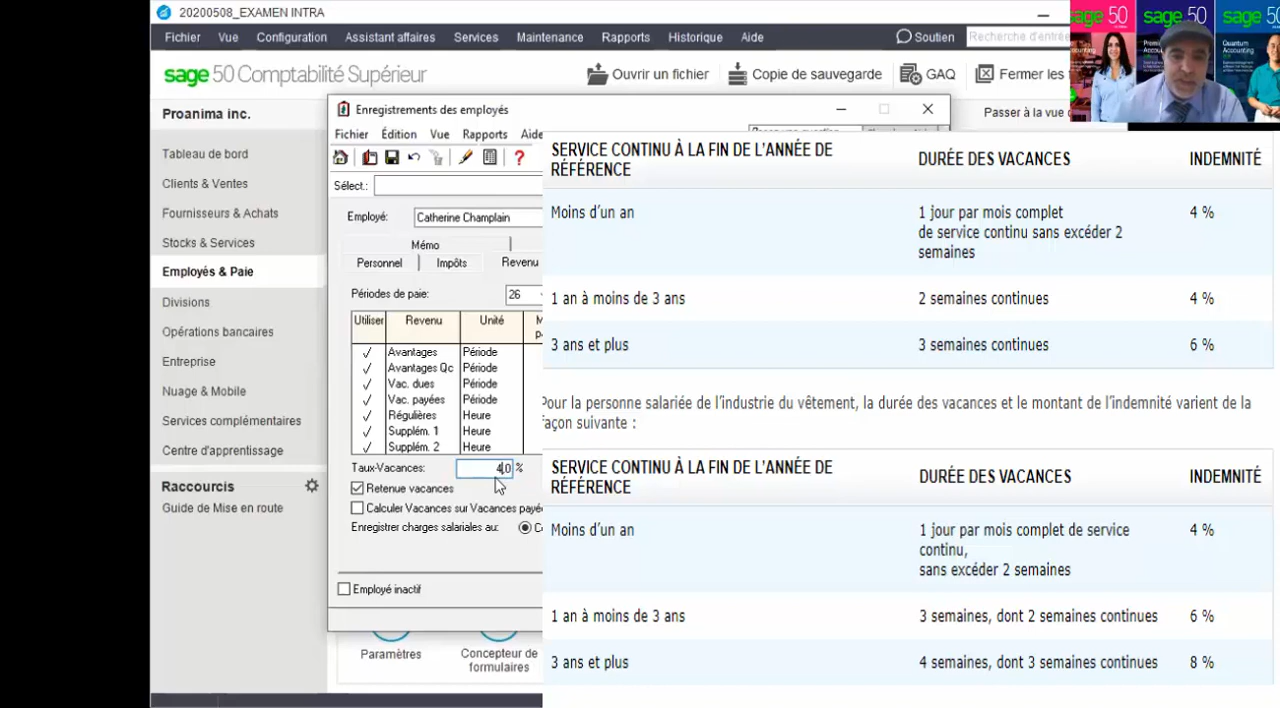 20200508_EXAMEN INTRA
Fichier Vue Configuration Assistant affaires Services Maintenance Rapports Historique Aide Soutien Recherche d'entrée
sage 50 Comptabilité Supérieur
Ouvrir un fichier Copie de sauvegarde GAQ Fermer les
sage 50 sage 50 sage 50
Quantum
Accounting
Proanima inc.
Passer à la vue
Tableau de bord
Clients & Ventes
Fournisseurs & Achats
Stocks & Services
Employés & Paie
Divisions
Opérations bancaires
Entreprise
Nuage & Mobile
Services complémentaires
Centre d'apprentissage
Raccourcis
Guide de Mise en route
Enregistrements des employés
Fichier Édition Vue Rapports Aide
Sélect.:
Employé: Catherine Champlain
Mémo
Personnel Impôts Revenu
Périodes de paie: 26
Utiliser Revenu Unité
Avantages Période
Avantages Qc Période
Vac. dues Période
Vac. payées Période
Régulières Heure
Supplém. 1 Heure
Supplém. 2 Heure
Taux-Vacances: 4,0 %
Retenue vacances
Calculer Vacances sur Vacances payée
Enregistrer charges salariales au:
Employé inactif
Paramètres
Concepteur de
formulaires
SERVICE CONTINU À LA FIN DE L'ANNÉE DE
RÉFÉRENCE
DURÉE DES VACANCES
INDEMNITÉ
Moins d'un an
1 jour par mois complet
de service continu sans excéder 2
semaines
4 %
1 an à moins de 3 ans
2 semaines continues
4 %
3 ans et plus
3 semaines continues
6 %
Pour la personne salariée de l'industrie du vêtement, la durée des vacances et le montant de l'indemnité varient de la
façon suivante :
SERVICE CONTINU À LA FIN DE L'ANNÉE DE
RÉFÉRENCE
DURÉE DES VACANCES
INDEMNITÉ
Moins d'un an
1 jour par mois complet de service
continu,
sans excéder 2 semaines
4 %
1 an à moins de 3 ans
3 semaines, dont 2 semaines continues
6 %
3 ans et plus
4 semaines, dont 3 semaines continues
8 %